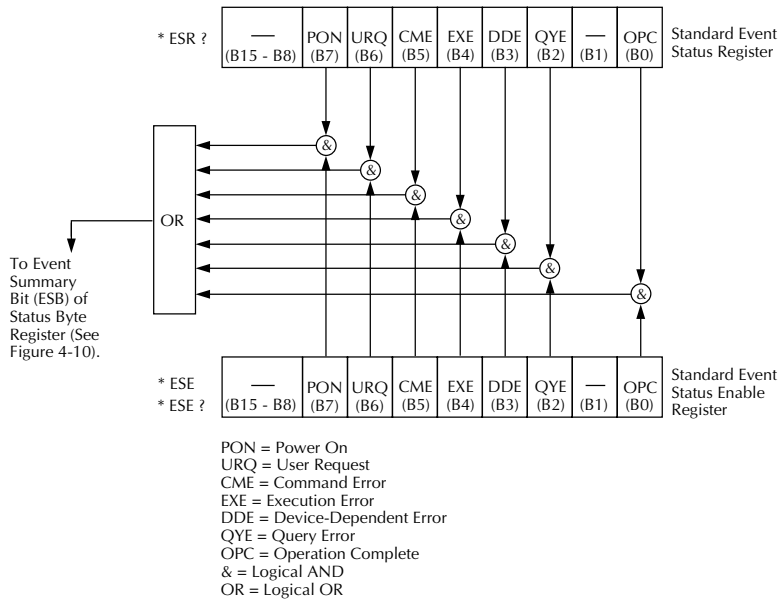 * ESR ?
— PON URQ CME EXE DDE QYE — OPC
(B15 - B8) (B7) (B6) (B5) (B4) (B3) (B2) (B1) (B0)
Standard Event
Status Register
&
&
&
&
&
&
&
OR
To Event
Summary
Bit (ESB) of
Status Byte
Register (See
Figure 4-10).
* ESE
* ESE ?
— PON URQ CME EXE DDE QYE — OPC
(B15 - B8) (B7) (B6) (B5) (B4) (B3) (B2) (B1) (B0)
Standard Event
Status Enable
Register
PON = Power On
URQ = User Request
CME = Command Error
EXE = Execution Error
DDE = Device-Dependent Error
QYE = Query Error
OPC = Operation Complete
& = Logical AND
OR = Logical OR